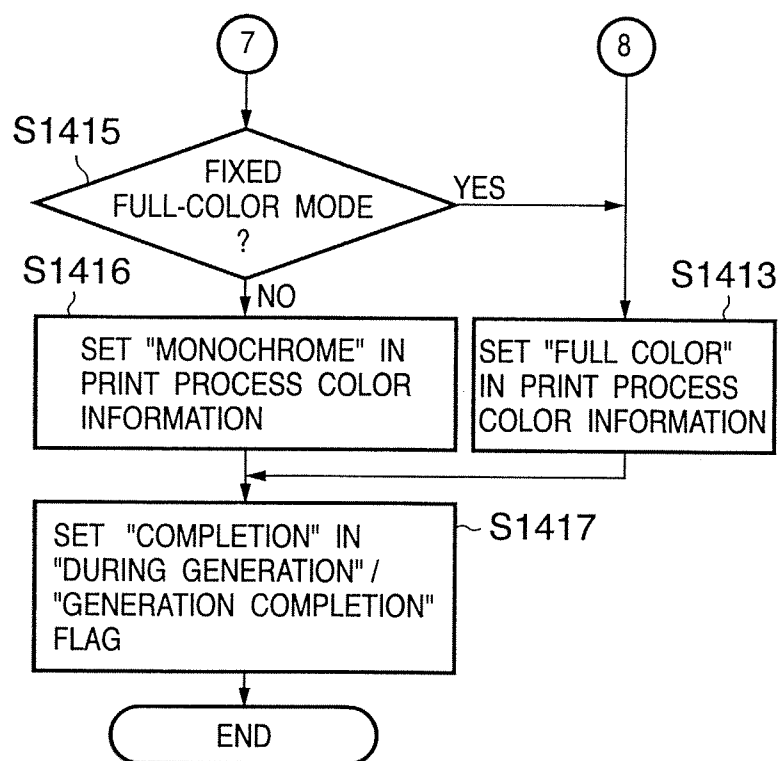 7
8
S1415
FIXED
FULL-COLOR MODE
?
YES
S1416
NO
S1413
SET "MONOCHROME" IN
PRINT PROCESS COLOR
INFORMATION
SET "FULL COLOR"
IN PRINT PROCESS
COLOR INFORMATION
S1417
SET "COMPLETION" IN
"DURING GENERATION" /
"GENERATION COMPLETION"
FLAG
END